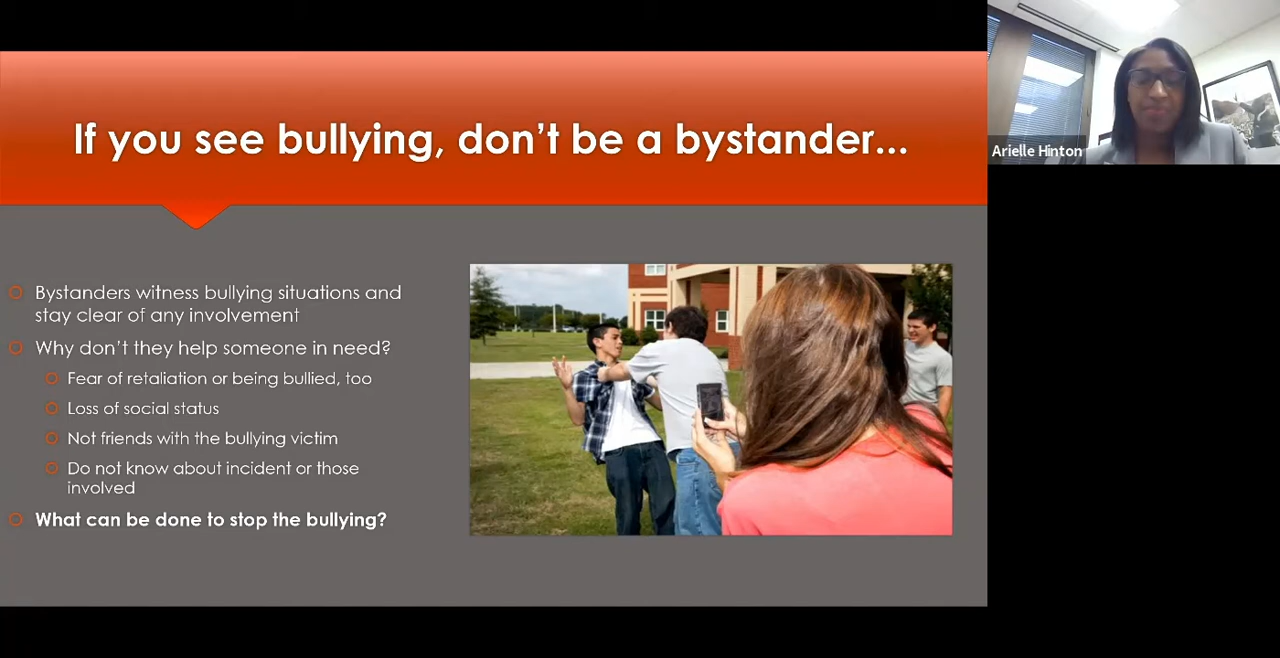 If you see bullying, don't be a bystander...
Arielle Hinton
Bystanders witness bullying situations and
stay clear of any involvement
Why don't they help someone in need?
Fear of retaliation or being bullied, too
Loss of social status
Not friends with the bullying victim
Do not know about incident or those
involved
What can be done to stop the bullying?